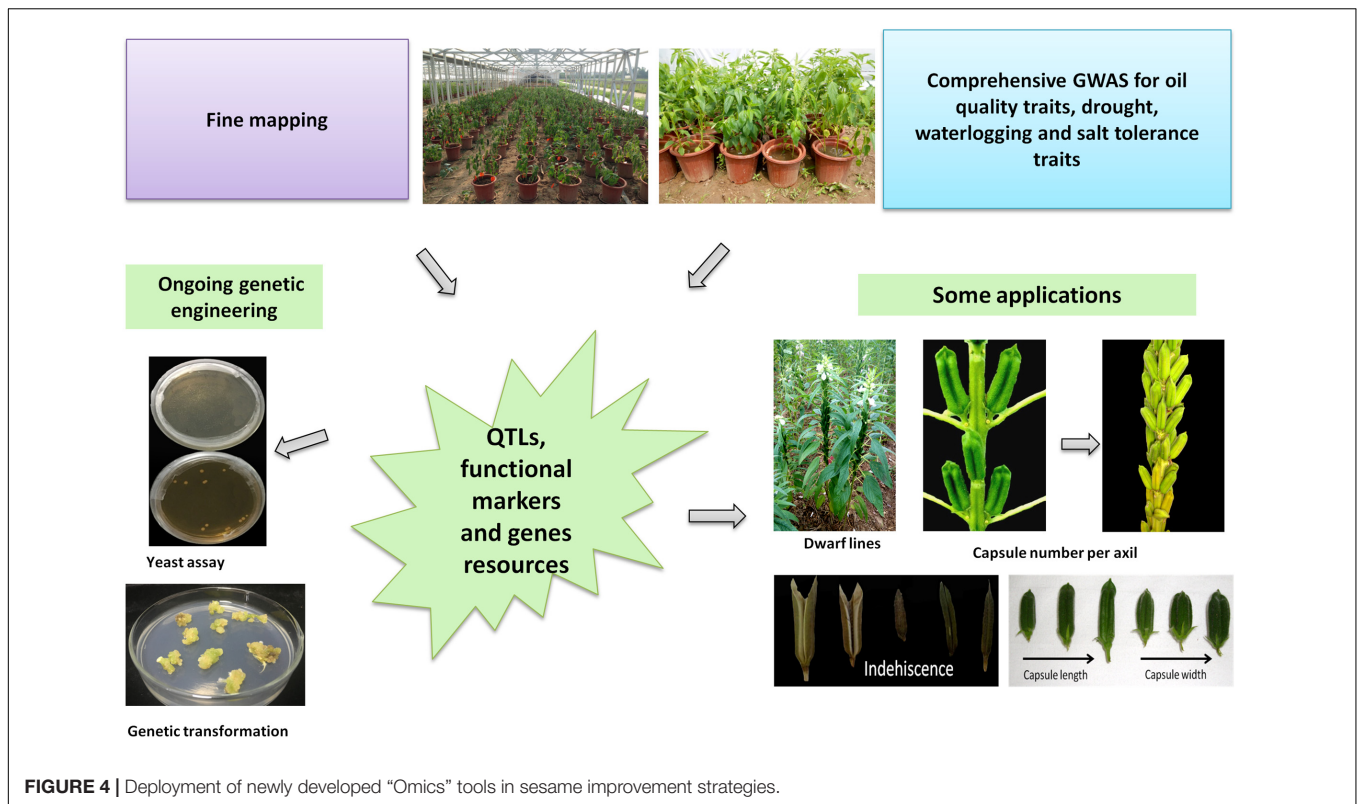 Fine mapping
Comprehensive GWAS for oil
quality traits, drought,
waterlogging and salt tolerance
traits
Ongoing genetic
engineering
Some applications
QTLs,
functional
markers
and genes
resources
Yeast assay
Genetic transformation
Dwarf lines
Capsule number per axil
Indehiscence
Capsule length
Capsule width
FIGURE 4 | Deployment of newly developed “Omics” tools in sesame improvement strategies.